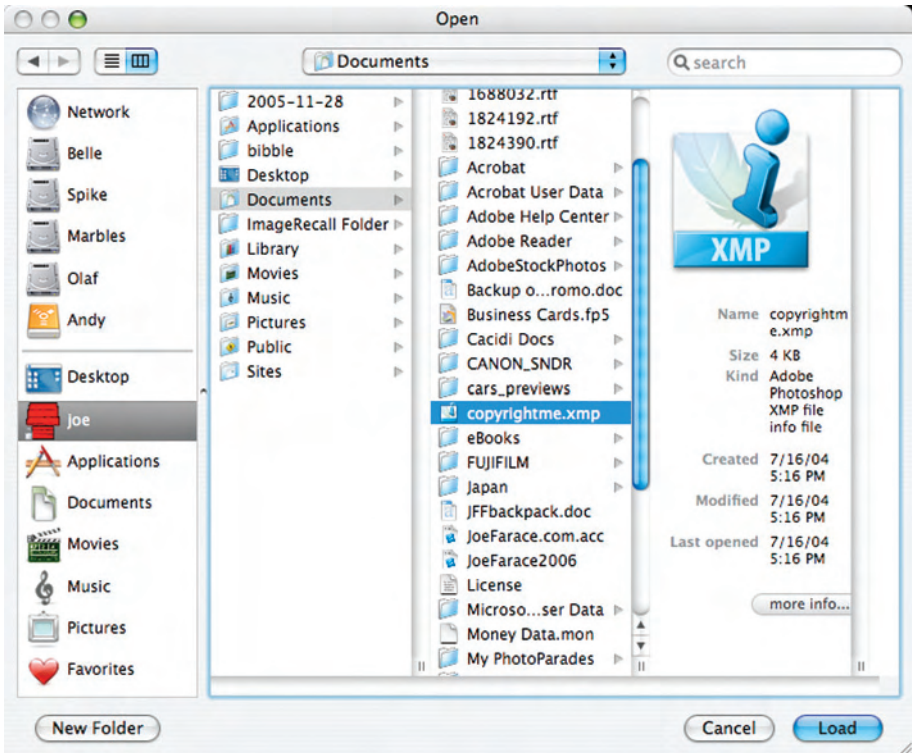 Open
Documents
search
Network
Belle
Spike
Marbles
Olaf
Andy
Desktop
Joe
Applications
Documents
Movies
Music
Pictures
Favorites
2005-11-28
Applications
bibble
Desktop
Documents
ImageRecall Folder
Library
Movies
Music
Pictures
Public
Sites
1688032.rtf
1824192.rtf
1824390.rtf
Acrobat
Acrobat User Data
Adobe Help Center
Adobe Reader
AdobeStockPhotos
Backup o...romo.doc
Business Cards.fp5
Cacidi Docs
CANON_SNDR
cars_previews
copyrightme.xmp
eBooks
FUJIFILM
Japan
JFFbackpack.doc
JoeFarace.com.acc
JoeFarace2006
License
Microso...ser Data
Money Data.mon
My PhotoParades
XMP
Name copyrightm
e.xmp
Size 4 KB
Kind Adobe
Photoshop
XMP file
info file
Created 7/16/04
5:16 PM
Modified 7/16/04
5:16 PM
Last opened 7/16/04
5:16 PM
more info...
New Folder
Cancel
Load